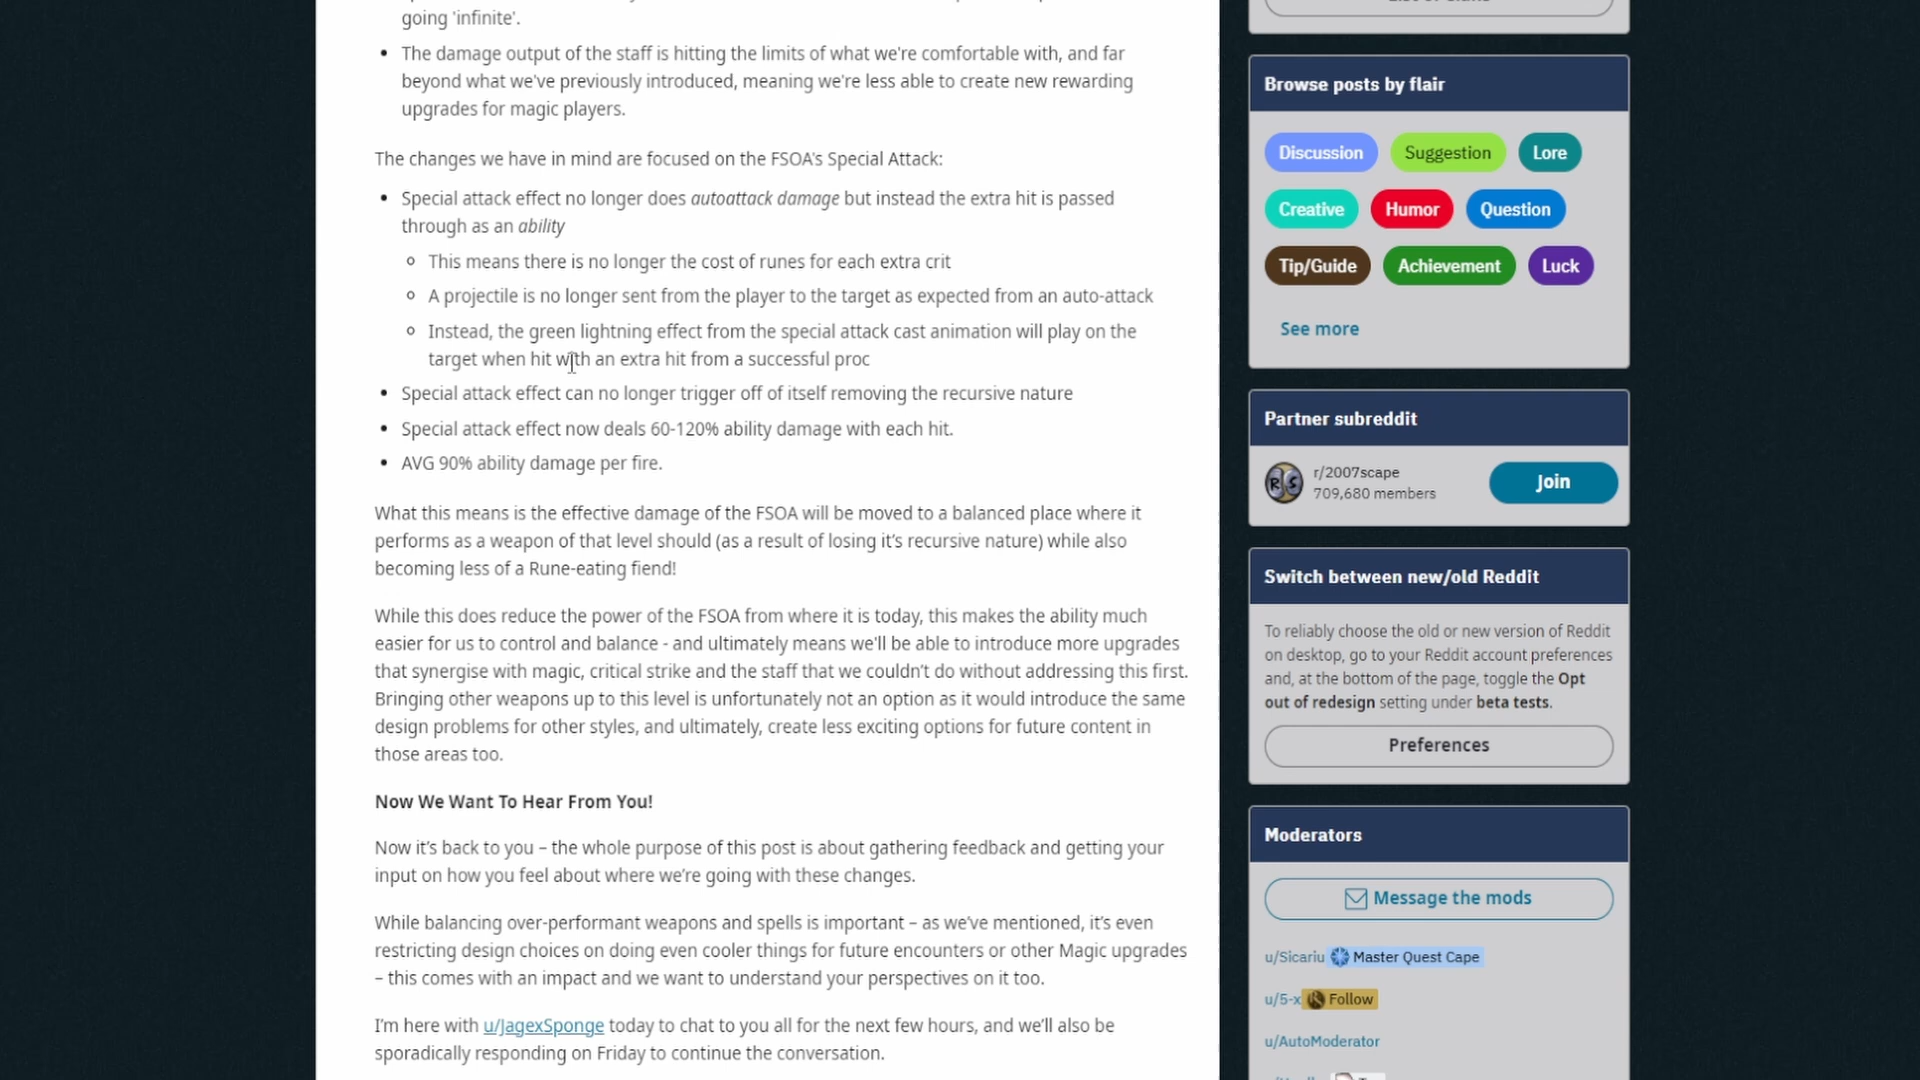 going 'infinite'.
The damage output of the staff is hitting the limits of what we're comfortable with, and far
beyond what we've previously introduced, meaning we're less able to create new rewarding
upgrades for magic players.
The changes we have in mind are focused on the FSOA's Special Attack:
Special attack effect no longer does autoattack damage but instead the extra hit is passed
through as an ability
This means there is no longer the cost of runes for each extra crit
A projectile is no longer sent from the player to the target as expected from an auto-attack
Instead, the green lightning effect from the special attack cast animation will play on the
target when hit with an extra hit from a successful proc
Special attack effect can no longer trigger off of itself removing the recursive nature
Special attack effect now deals 60-120% ability damage with each hit.
AVG 90% ability damage per fire.
What this means is the effective damage of the FSOA will be moved to a balanced place where it
performs as a weapon of that level should (as a result of losing it’s recursive nature) while also
becoming less of a Rune-eating fiend!
While this does reduce the power of the FSOA from where it is today, this makes the ability much
easier for us to control and balance - and ultimately means we'll be able to introduce more upgrades
that synergise with magic, critical strike and the staff that we couldn’t do without addressing this first.
Bringing other weapons up to this level is unfortunately not an option as it would introduce the same
design problems for other styles, and ultimately, create less exciting options for future content in
those areas too.
Now We Want To Hear From You!
Now it’s back to you – the whole purpose of this post is about gathering feedback and getting your
input on how you feel about where we’re going with these changes.
While balancing over-performant weapons and spells is important – as we’ve mentioned, it’s even
restricting design choices on doing even cooler things for future encounters or other Magic upgrades
– this comes with an impact and we want to understand your perspectives on it too.
I’m here with u/JagexSponge today to chat to you all for the next few hours, and we’ll also be
sporadically responding on Friday to continue the conversation.
Browse posts by flair
Discussion Suggestion Lore
Creative Humor Question
Tip/Guide Achievement Luck
See more
Partner subreddit
r/2007scape
709,680 members
Join
Switch between new/old Reddit
To reliably choose the old or new version of Reddit
on desktop, go to your Reddit account preferences
and, at the bottom of the page, toggle the Opt
out of redesign setting under beta tests.
Preferences
Moderators
Message the mods
u/Sicariu Master Quest Cape
u/5-x Follow
u/AutoModerator